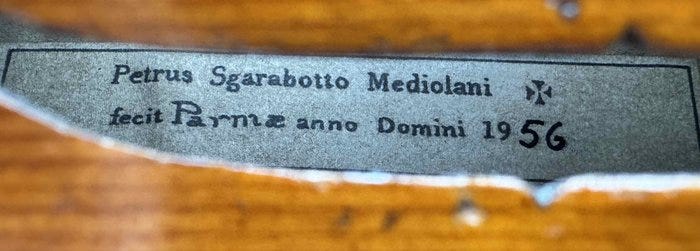 Petrus Sgarabotto Mediolani ✠
fecit Parmæ anno Domini 1956